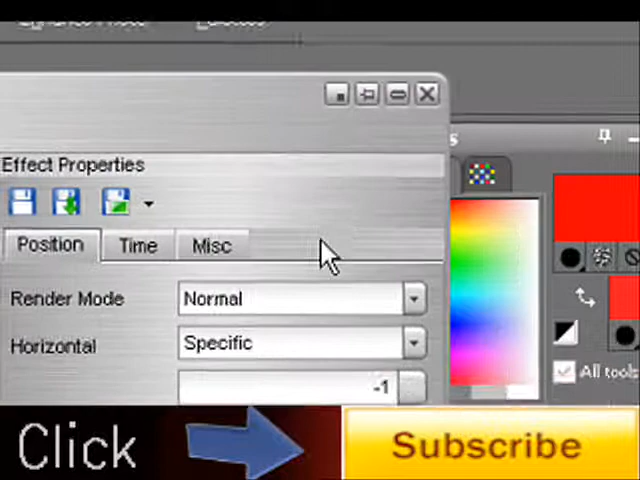 Effect Properties
Position Time Misc
Render Mode Normal
Horizontal Specific
-1
All tools
Click Subscribe